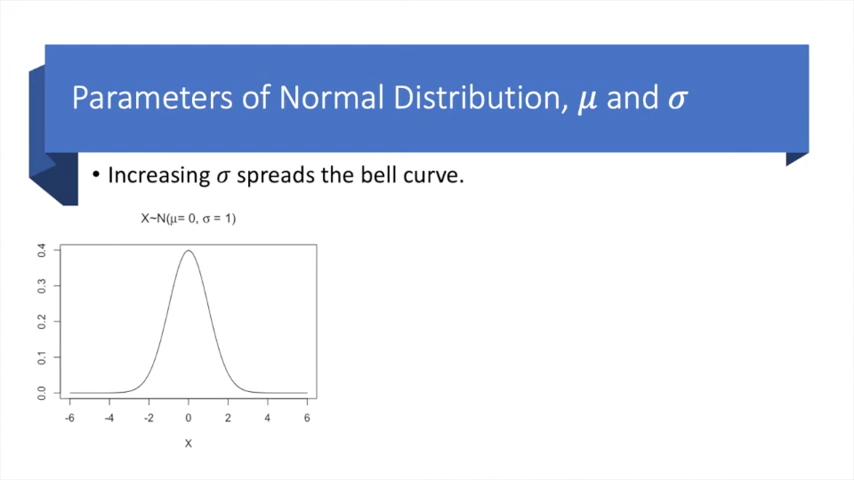 Parameters of Normal Distribution, μ and σ
• Increasing σ spreads the bell curve.
X~N(μ= 0, σ = 1)
0.4
0.3
0.2
0.1
0.0
-6 -4 -2 0 2 4 6
X